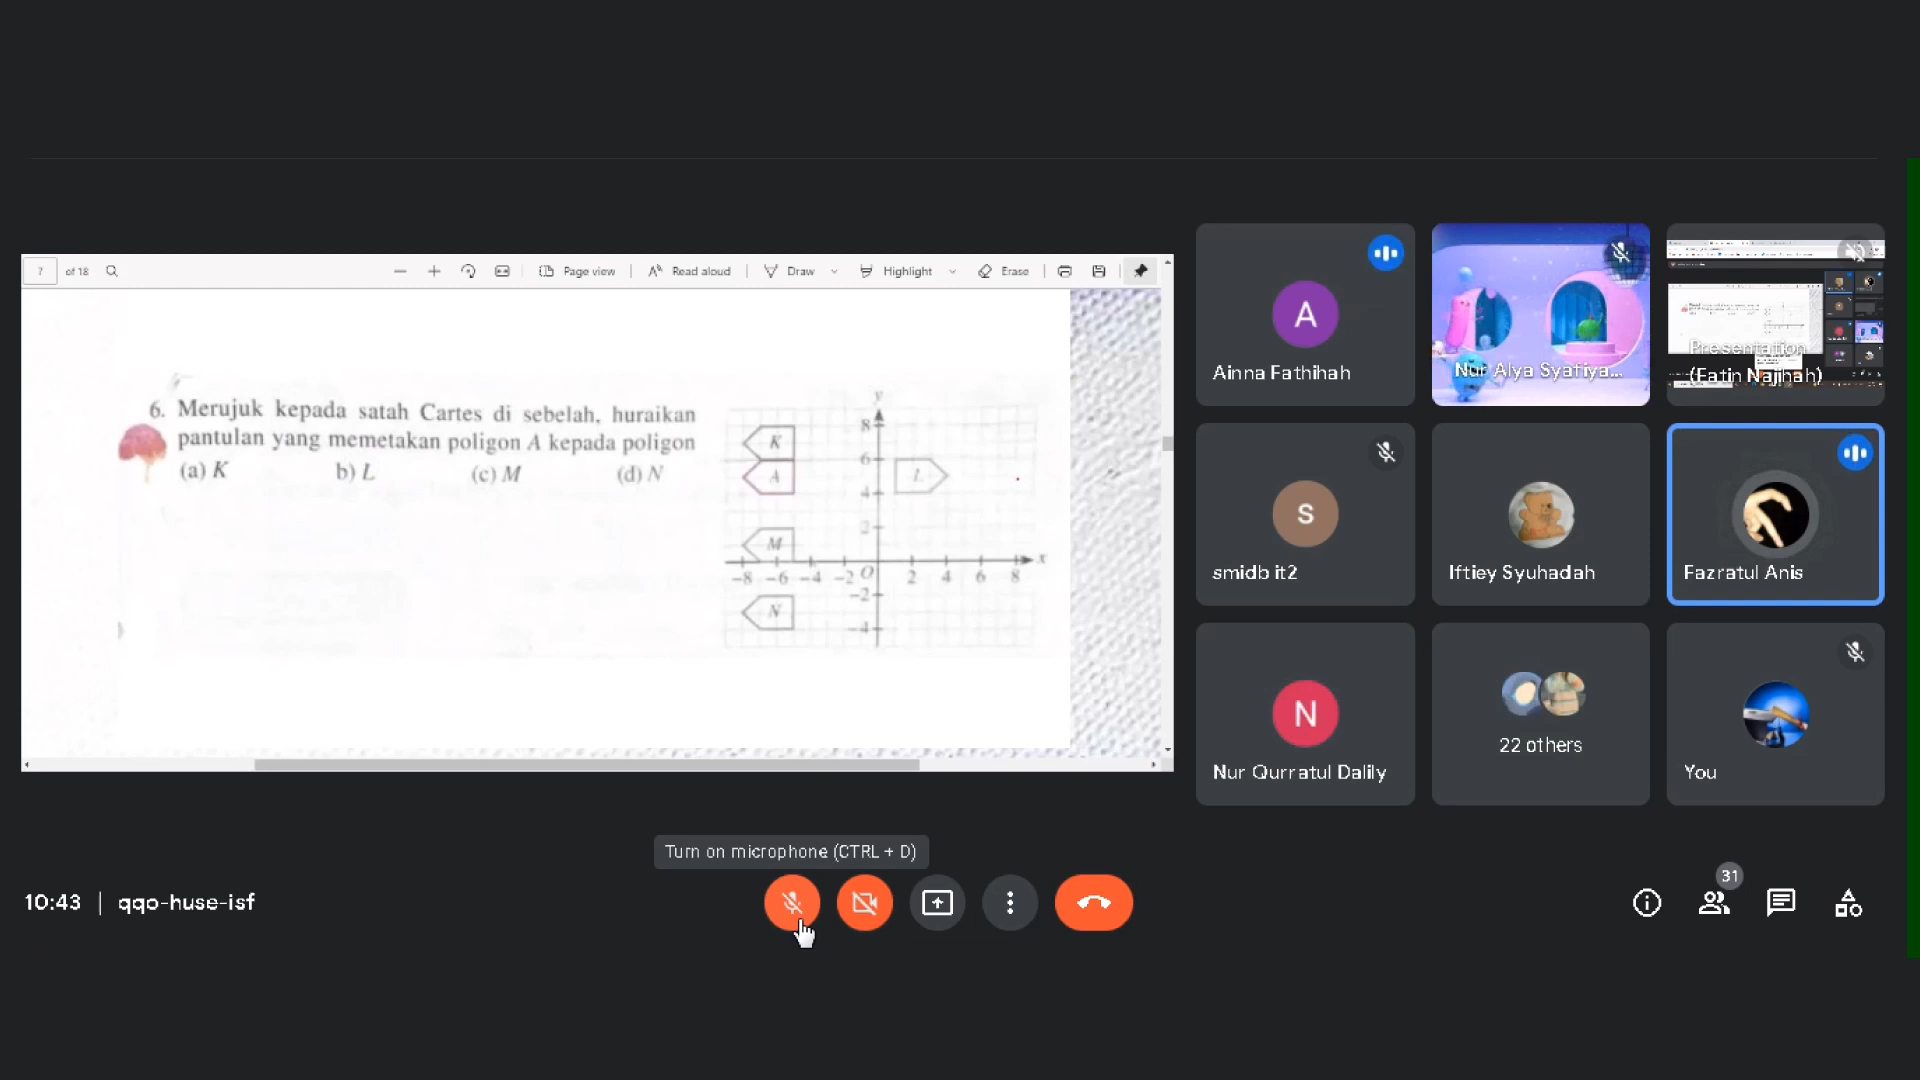 7 of 18
Page view
Read aloud
Draw
Highlight
Erase
6. Merujuk kepada satah Cartes di sebelah, huraikan
pantulan yang memetakan poligon A kepada poligon
(a) K b) L (c) M (d) N
y
8
K
6
A
L
4
2
M
x
-8 -6 -4 -2 O 2 4 6 8
-2
N
-4
A
Ainna Fathihah
Nur Alya Syafiya...
Presentation
(Fatin Najihah)
S
smidb it2
Iftiey Syuhadah
Fazratul Anis
N
Nur Qurratul Dalily
22 others
You
Turn on microphone (CTRL + D)
10:43 | qqo-huse-isf
31